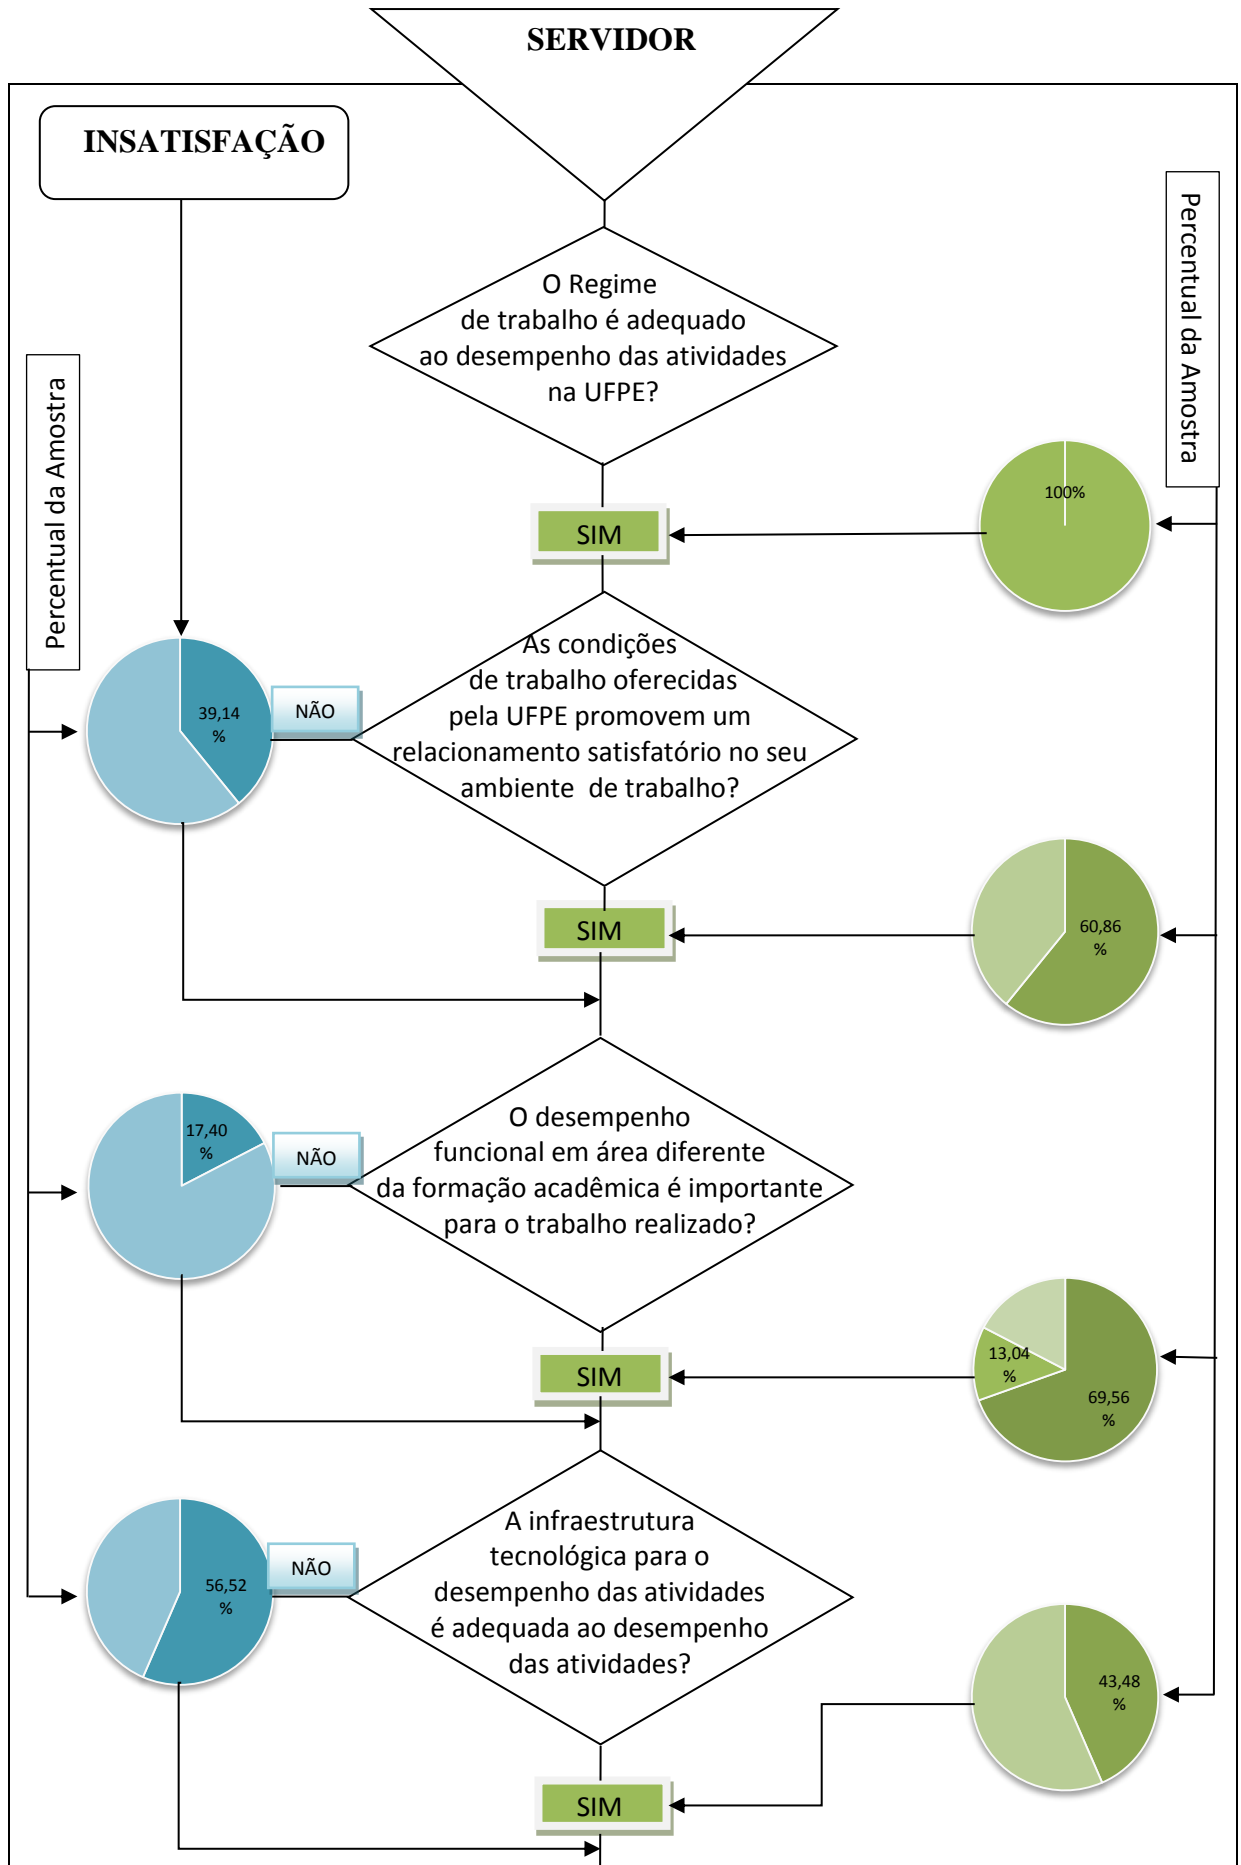 SERVIDOR
INSATISFAÇÃO
Percentual da Amostra
Percentual da Amostra
O Regime
de trabalho é adequado
ao desempenho das atividades
na UFPE?
100%
SIM
As condições
de trabalho oferecidas
pela UFPE promovem um
relacionamento satisfatório no seu
ambiente de trabalho?
NÃO
39,14
%
SIM
60,86
%
O desempenho
funcional em área diferente
da formação acadêmica é importante
para o trabalho realizado?
NÃO
17,40
%
SIM
13,04
%
69,56
%
A infraestrutura
tecnológica para o
desempenho das atividades
é adequada ao desempenho
das atividades?
NÃO
56,52
%
43,48
%
SIM